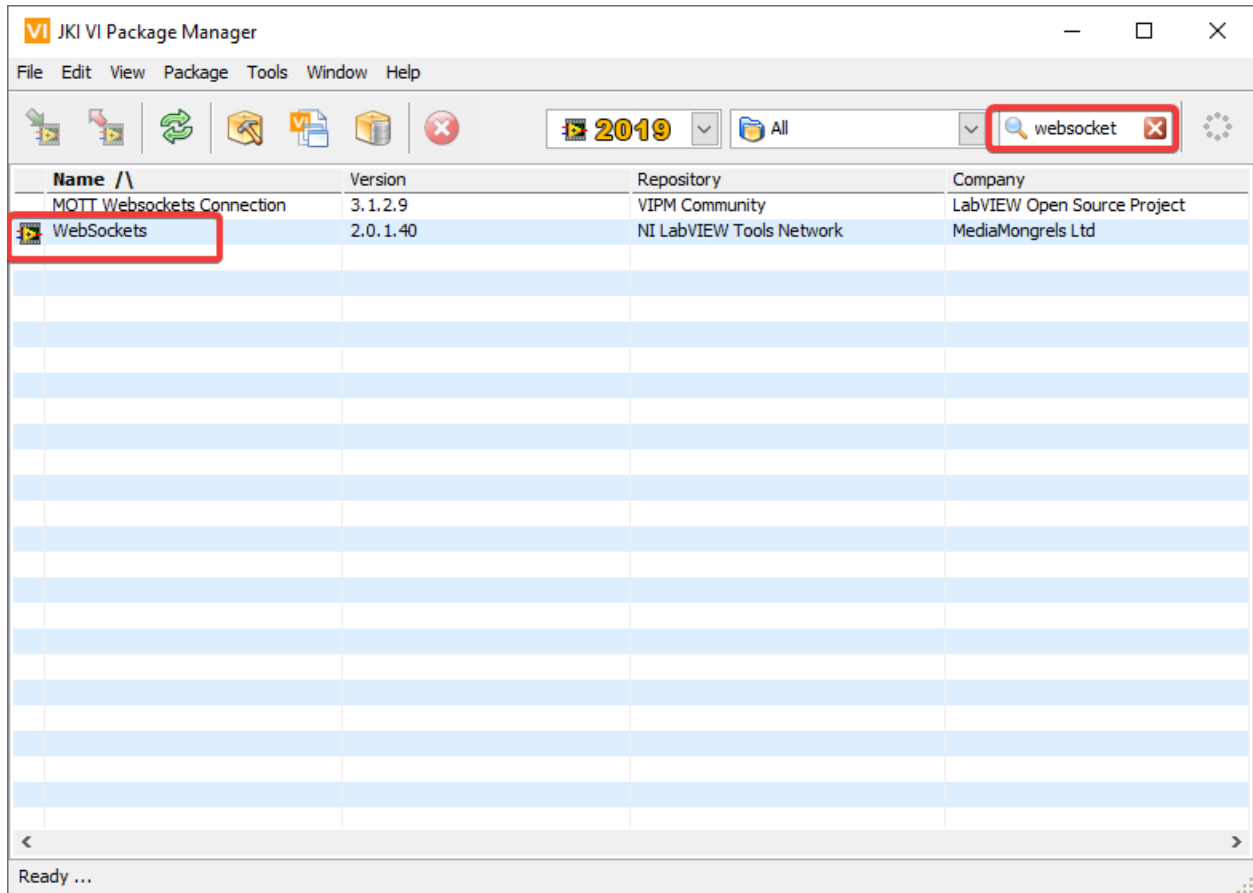 VI JKI VI Package Manager
File Edit View Package Tools Window Help
VI 2019 All websocket
Name /\ Version Repository Company
MQTT Websockets Connection 3.1.2.9 VIPM Community LabVIEW Open Source Project
WebSockets 2.0.1.40 NI LabVIEW Tools Network MediaMongrels Ltd
Ready ...